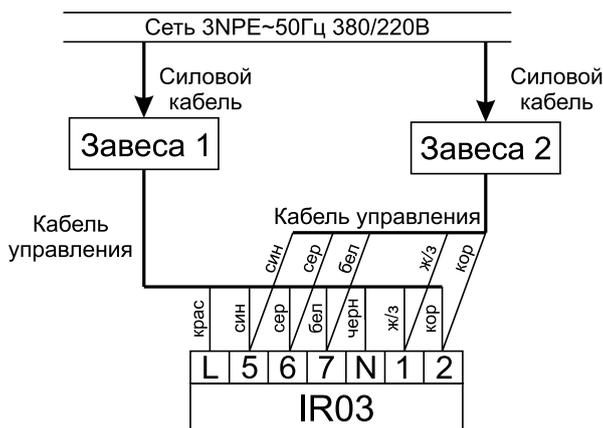 Сеть 3NPE~50Гц 380/220В
Силовой
кабель
Силовой
кабель
Завеса 1
Завеса 2
Кабель
управления
Кабель управления
син
сер
бел
ж/з
кор
крас
син
сер
бел
черн
ж/з
кор
L 5 6 7 N 1 2
IR03